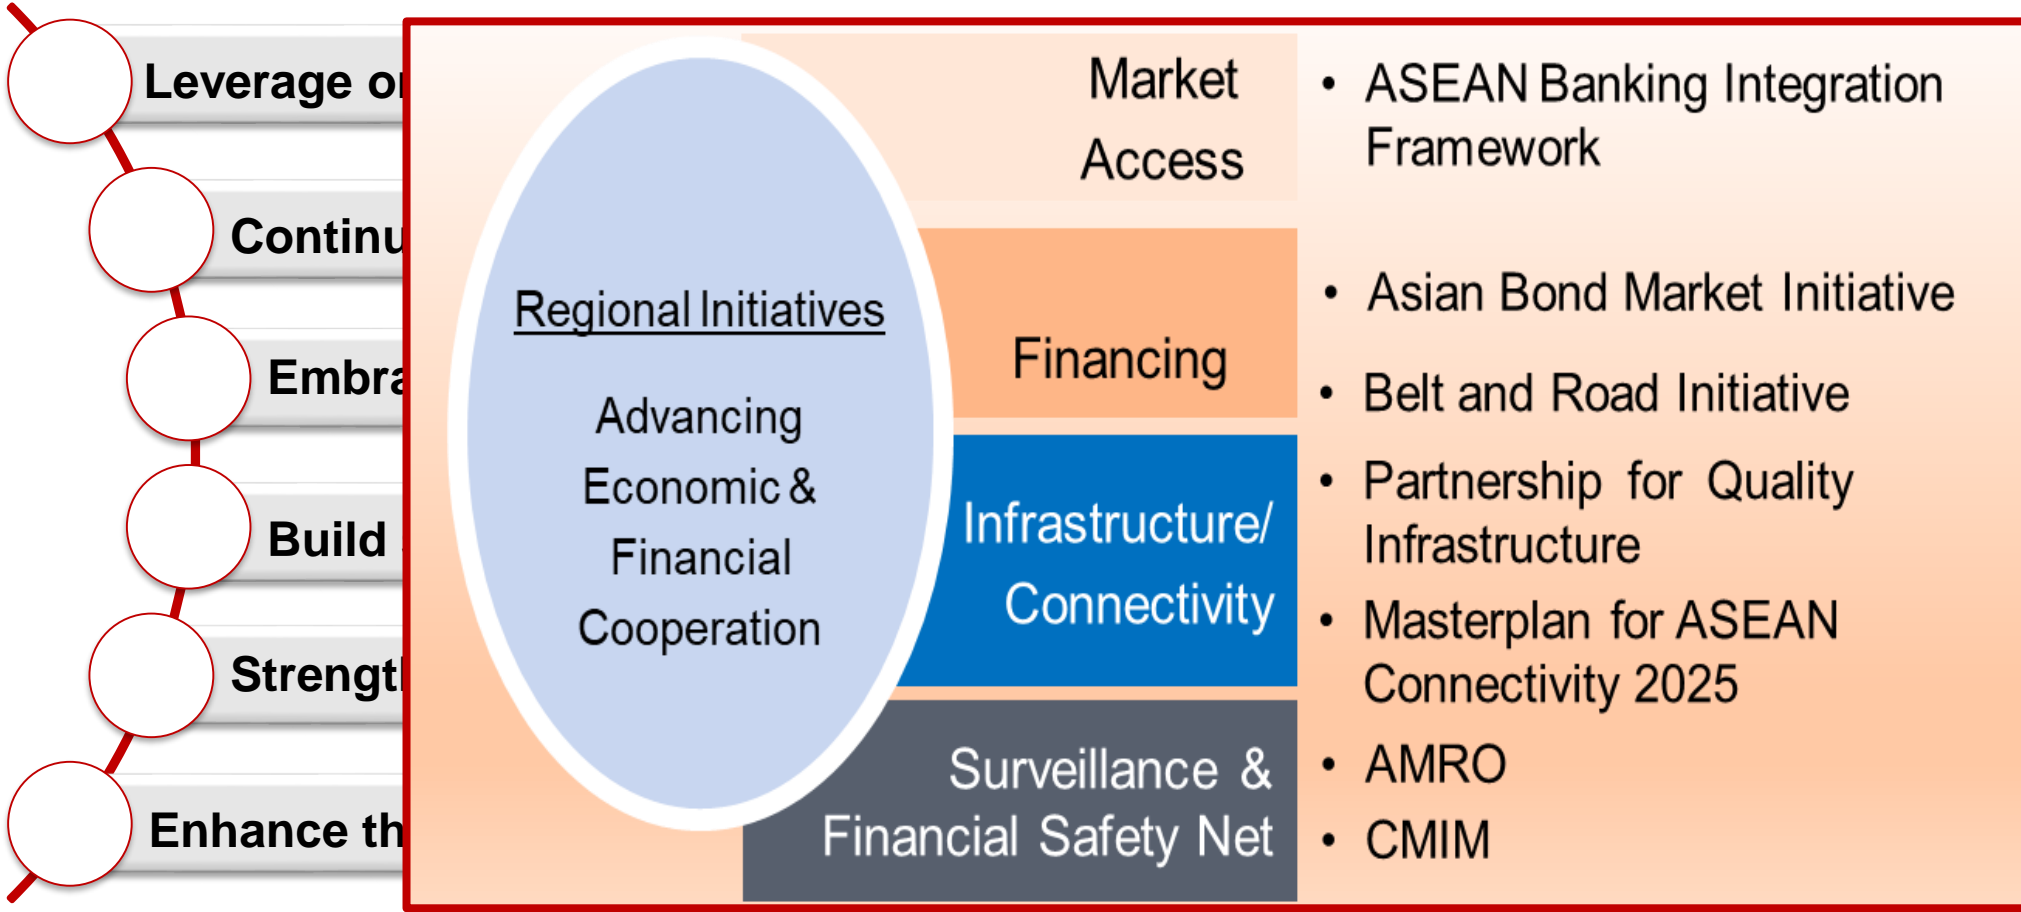 Leverage
Continu
Embra
Build
Strengt
Enhance th
Regional Initiatives
Advancing
Economic &
Financial
Cooperation
Market
Access
• ASEAN Banking Integration
Framework
Financing
• Asian Bond Market Initiative
• Belt and Road Initiative
Infrastructure/
Connectivity
• Partnership for Quality
Infrastructure
• Masterplan for ASEAN
Connectivity 2025
Surveillance &
Financial Safety Net
• AMRO
• CMIM